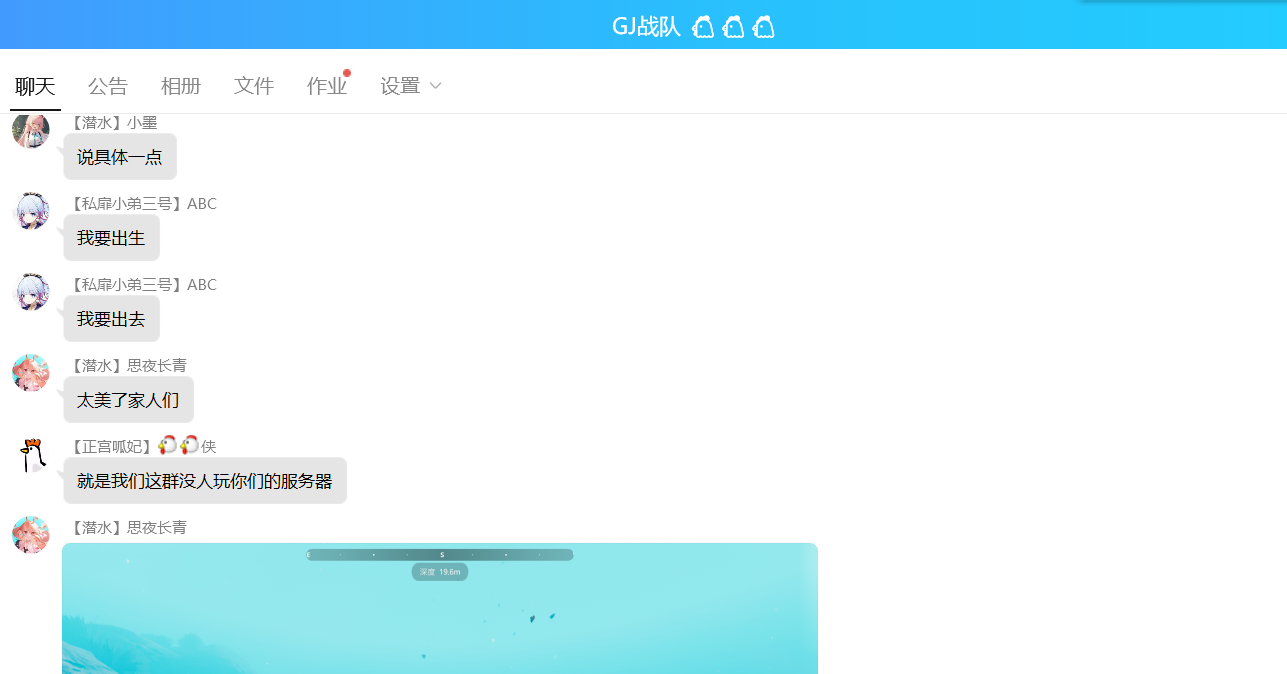 GJ战队
聊天 公告 相册 文件 作业 设置
【潜水】小墨
说具体一点
【私雇小弟三号】ABC
我要出生
【私雇小弟三号】ABC
我要出去
【潜水】思夜长青
太美了家人们
【正宫呱妃】🐔🐔侠
就是我们这群没人玩你们的服务器
【潜水】思夜长青
E S
深度 19.6m